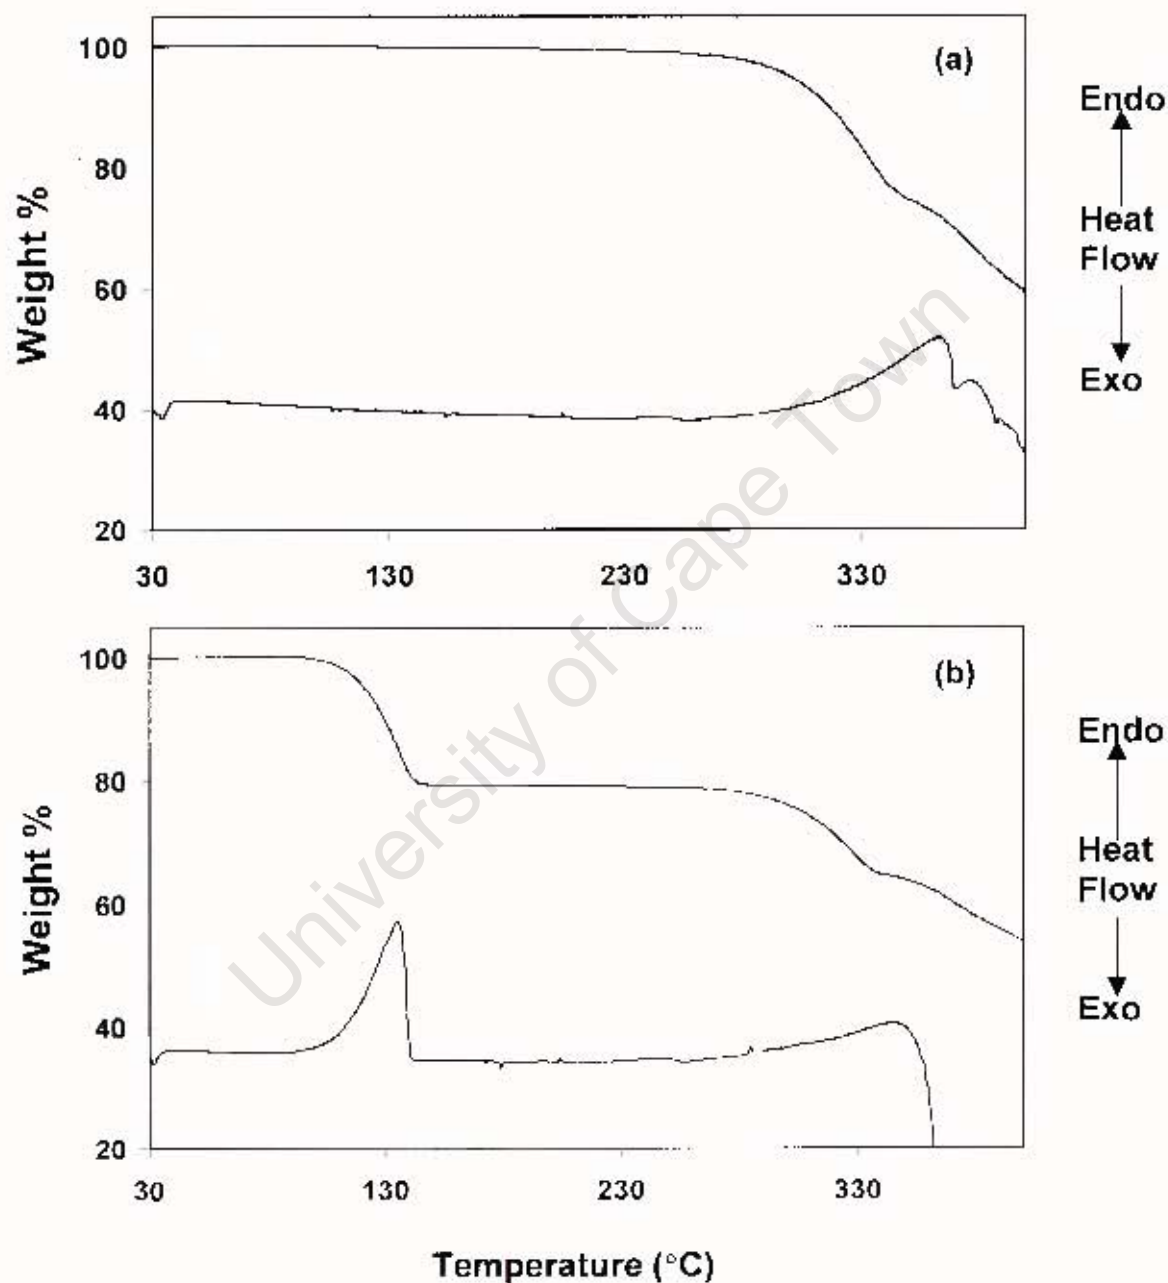 100
80
60
40
20
Weight %
(a)
Endo
Heat
Flow
Exo
30 130 230 330
100
80
60
40
20
Weight %
(b)
Endo
Heat
Flow
Exo
30 130 230 330
Temperature (°C)
University of Cape Town